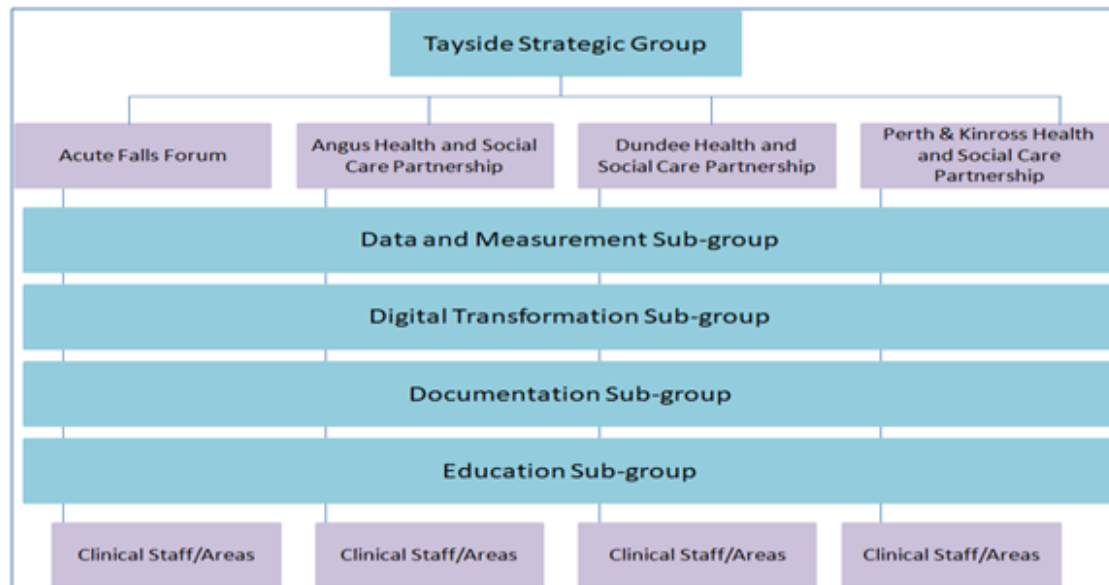 Tayside Strategic Group
Acute Falls Forum
Angus Health and Social
Care Partnership
Dundee Health and
Social Care Partnership
Perth & Kinross Health
and Social Care
Partnership
Data and Measurement Sub-group
Digital Transformation Sub-group
Documentation Sub-group
Education Sub-group
Clinical Staff/Areas
Clinical Staff/Areas
Clinical Staff/Areas
Clinical Staff/Areas